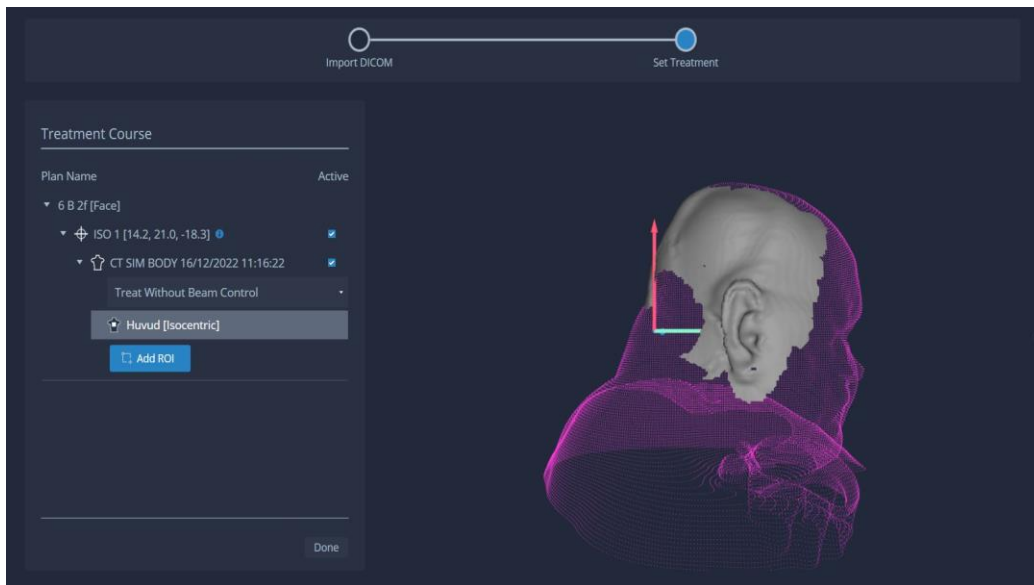 Import DICOM
Set Treatment
Treatment Course
Plan Name Active
6 B 2f [Face]
ISO 1 [14.2, 21.0, -18.3]
CT SIM BODY 16/12/2022 11:16:22
Treat Without Beam Control
Huvud [Isocentric]
Add ROI
Done